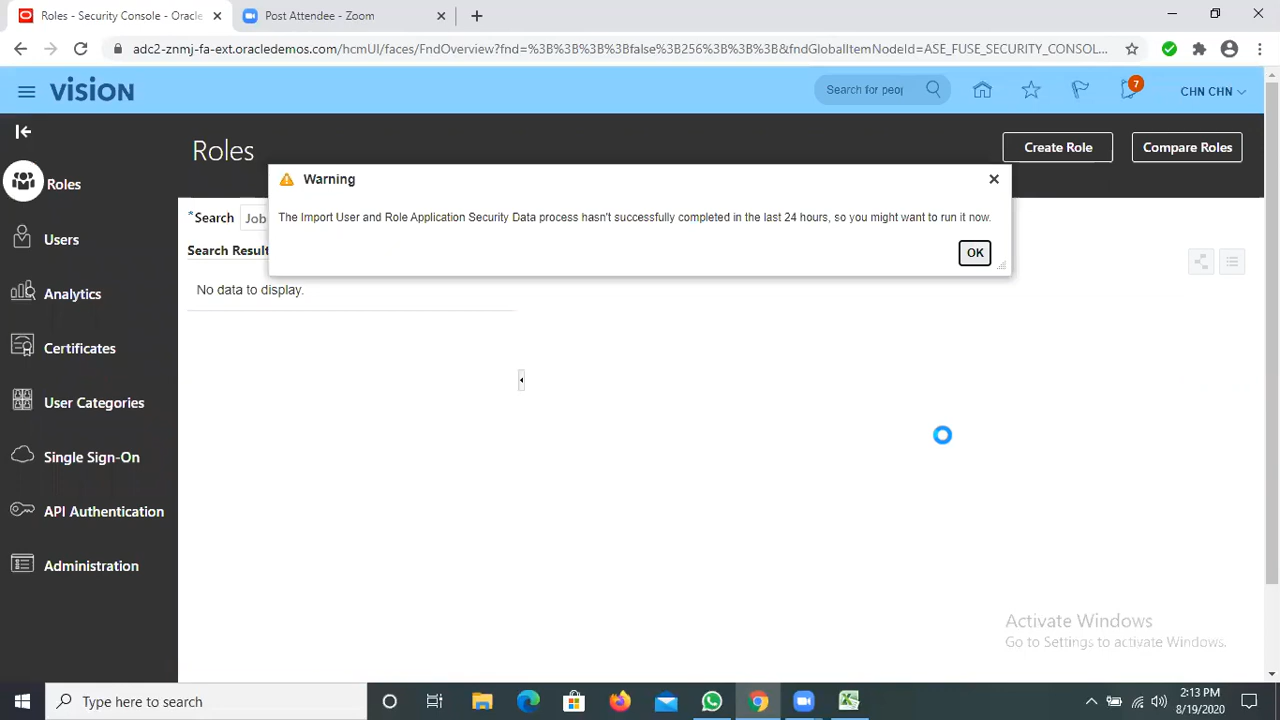 Roles - Security Console - Oracle
Post Attendee - Zoom
adc2-znmj-fa-ext.oracledemos.com/hcmUI/faces/FndOverview?fnd=%3B%3B%3B%3Bfalse%3B256%3B%3B%3B&fndGlobalItemNodeId=ASE_FUSE_SECURITY_CONSOL...
VISION
Search for peop
7
CHN CHN
Roles
Create Role
Compare Roles
Warning
The Import User and Role Application Security Data process hasn't successfully completed in the last 24 hours, so you might want to run it now.
OK
*Search
Job
Search Result
No data to display.
Roles
Users
Analytics
Certificates
User Categories
Single Sign-On
API Authentication
Administration
Activate Windows
Go to Settings to activate Windows.
Type here to search
2:13 PM
8/19/2020